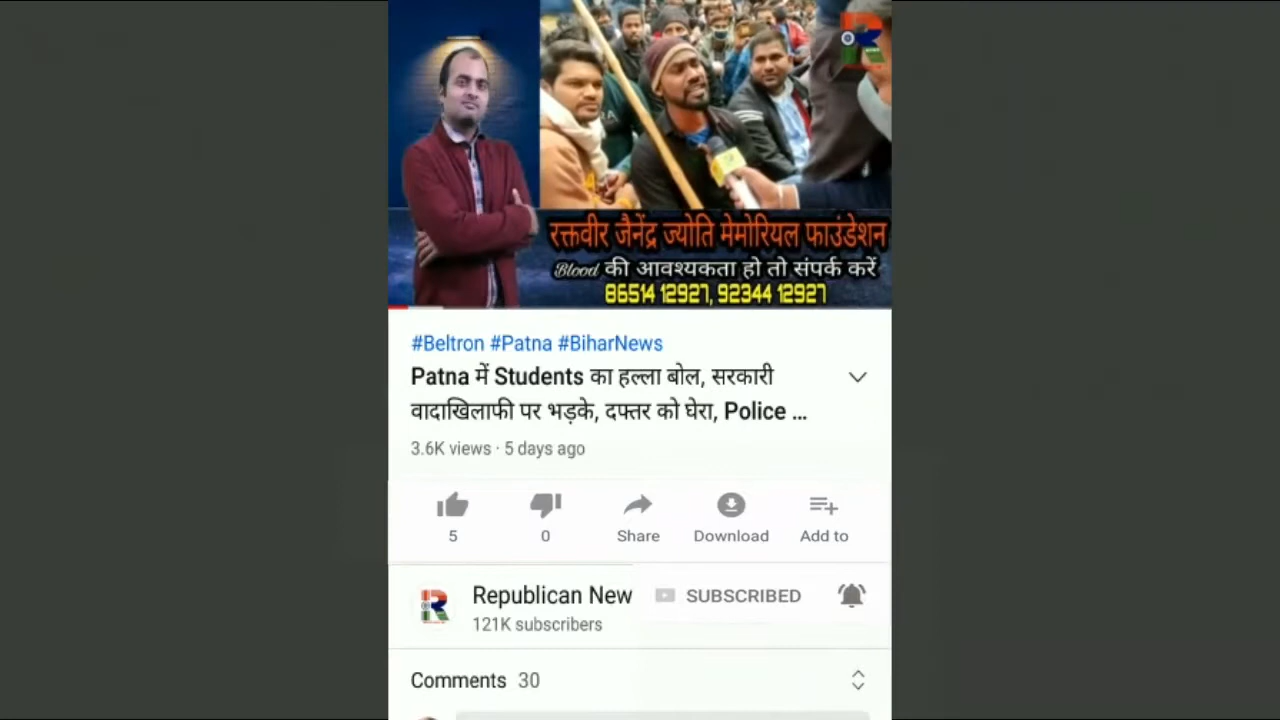 रक्तवीर जैनेंद्र ज्योति मेमोरियल फाउंडेशन
Blood की आवश्यकता हो तो संपर्क करें
86514 12927, 92344 12927
#Beltron #Patna #BiharNews
Patna में Students का हल्ला बोल, सरकारी
वादाखिलाफी पर भड़के, दफ्तर को घेरा, Police ...
3.6K views · 5 days ago
5 0 Share Download Add to
Republican New SUBSCRIBED
121K subscribers
Comments 30